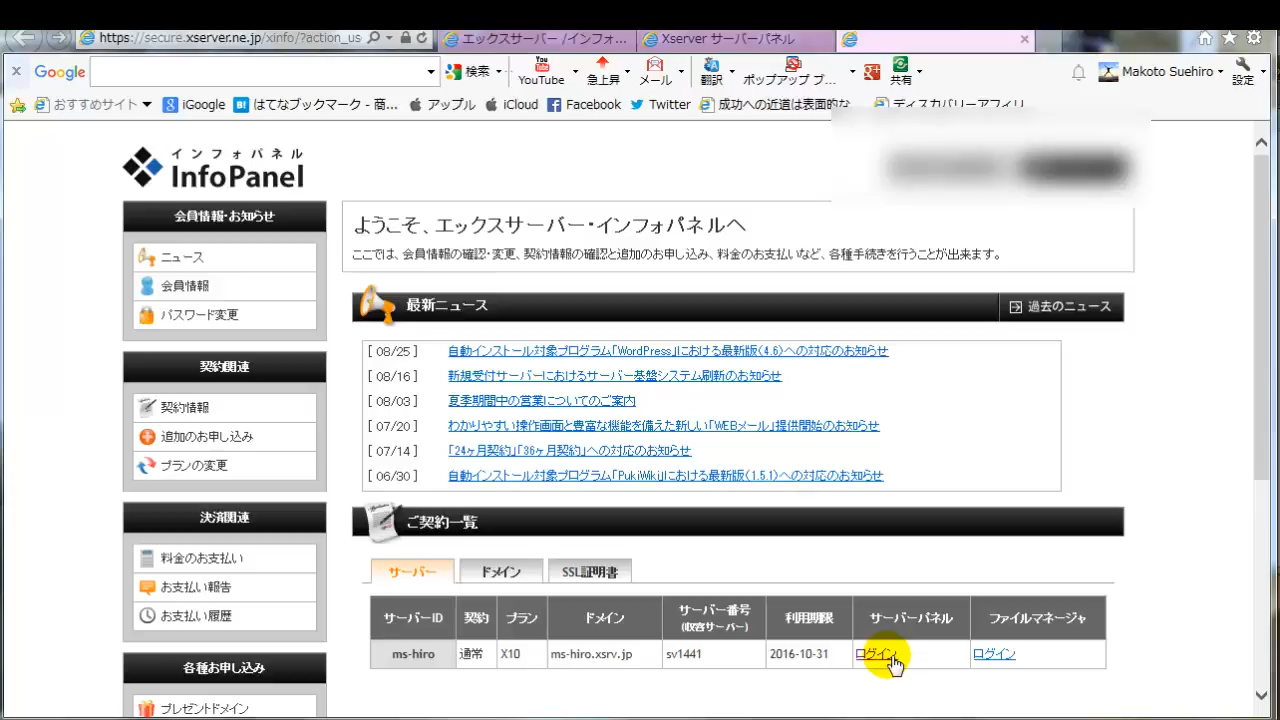 https://secure.xserver.ne.jp/xinfo/?action_us
エックスサーバー /インフォ...
Xserver サーバーパネル
Google
検索
YouTube
急上昇
メール
翻訳
ポップアップ ブ...
共有
Makoto Suehiro
設定
おすすめサイト
iGoogle
はてなブックマーク - 商...
アップル
iCloud
Facebook
Twitter
成功への近道は表面的な
ディスカバリーアフィリ
インフォパネル
InfoPanel
会員情報・お知らせ
ニュース
会員情報
パスワード変更
契約関連
契約情報
追加のお申し込み
プランの変更
決済関連
料金のお支払い
お支払い報告
お支払い履歴
各種お申し込み
プレゼントドメイン
ようこそ、エックスサーバー・インフォパネルへ
ここでは、会員情報の確認・変更、契約情報の確認と追加のお申し込み、料金のお支払いなど、各種手続きを行うことが出来ます。
最新ニュース
過去のニュース
[ 08/25 ] 自動インストール対象プログラム「WordPress」における最新版（4.6）への対応のお知らせ
[ 08/16 ] 新規受付サーバーにおけるサーバー基盤システム刷新のお知らせ
[ 08/03 ] 夏季期間中の営業についてのご案内
[ 07/20 ] わかりやすい操作画面と豊富な機能を備えた新しい「WEBメール」提供開始のお知らせ
[ 07/14 ] 「24ヶ月契約」「36ヶ月契約」への対応のお知らせ
[ 06/30 ] 自動インストール対象プログラム「PukiWiki」における最新版（1.5.1）への対応のお知らせ
ご契約一覧
サーバー ドメイン SSL証明書
サーバーID 契約 プラン ドメイン サーバー番号 (収容サーバー) 利用期限 サーバーパネル ファイルマネージャ
ms-hiro 通常 X10 ms-hiro.xsrv.jp sv1441 2016-10-31 ログイン ログイン